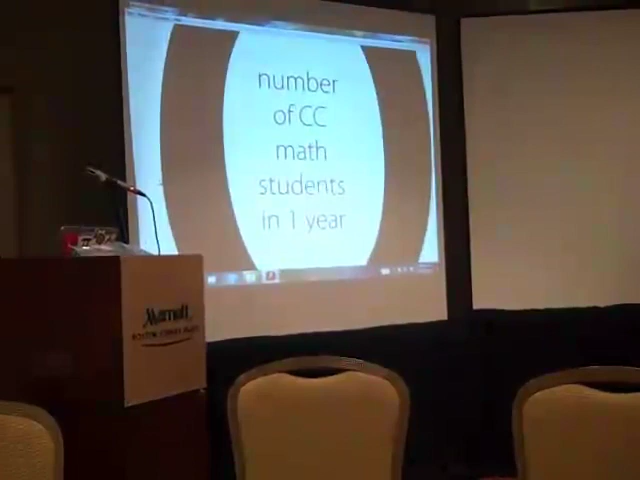 number
of CC
math
students
in 1 year
Marriott